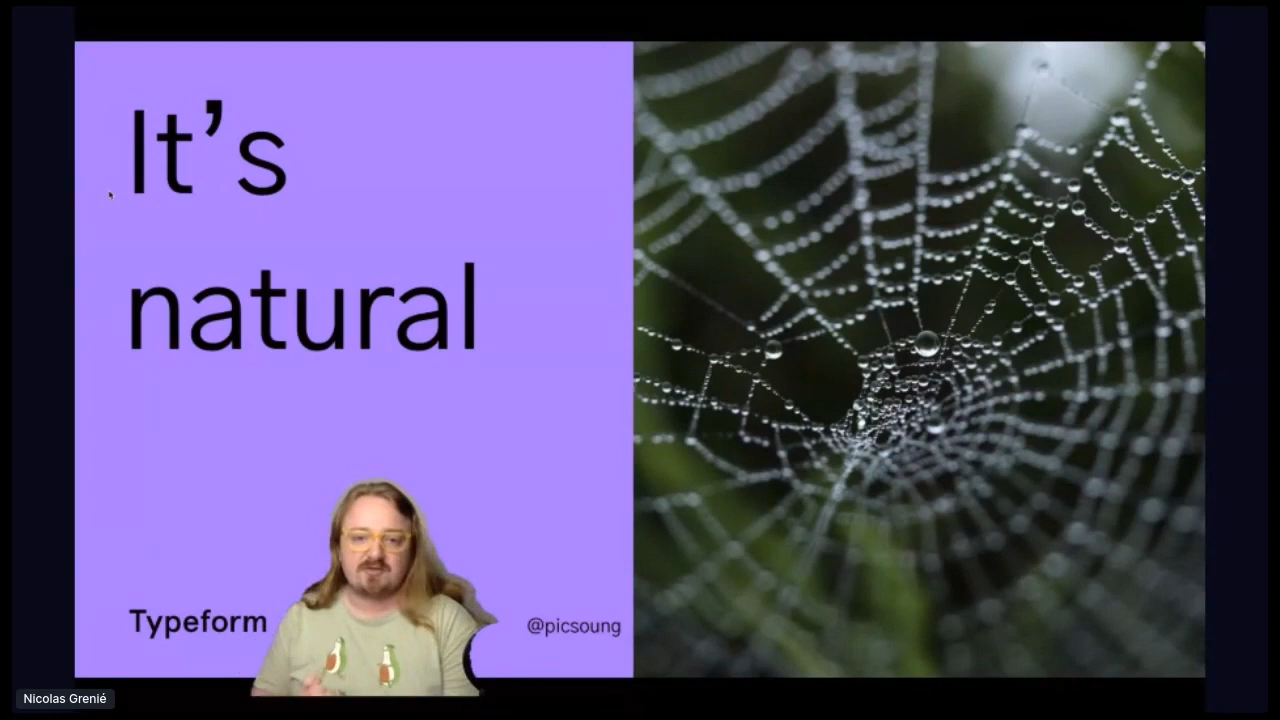 It’s
natural
Typeform
@picsoung
Nicolas Grenié